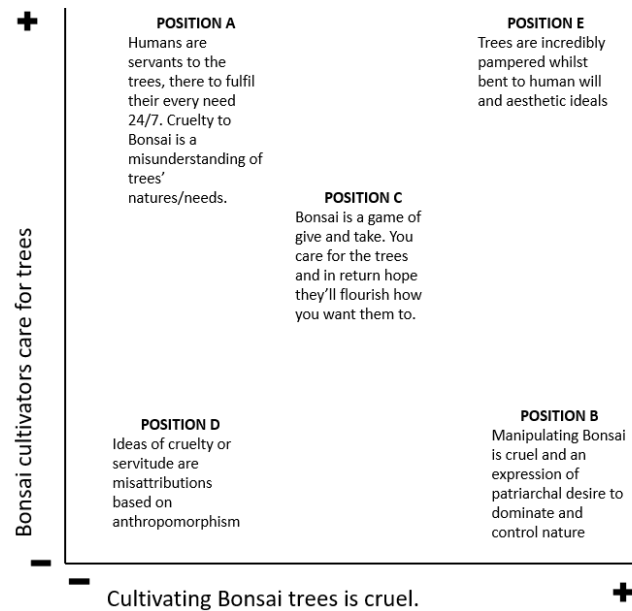 POSITION A
Humans are
servants to the
trees, there to fulfil
their every need
24/7. Cruelty to
Bonsai is a
misunderstanding of
trees’
natures/needs.
POSITION E
Trees are incredibly
pampered whilst
bent to human will
and aesthetic ideals
POSITION C
Bonsai is a game of
give and take. You
care for the trees
and in return hope
they’ll flourish how
you want them to.
POSITION D
Ideas of cruelty or
servitude are
misattributions
based on
anthropomorphism
POSITION B
Manipulating Bonsai
is cruel and an
expression of
patriarchal desire to
dominate and
control nature
Bonsai cultivators care for trees
Cultivating Bonsai trees is cruel.